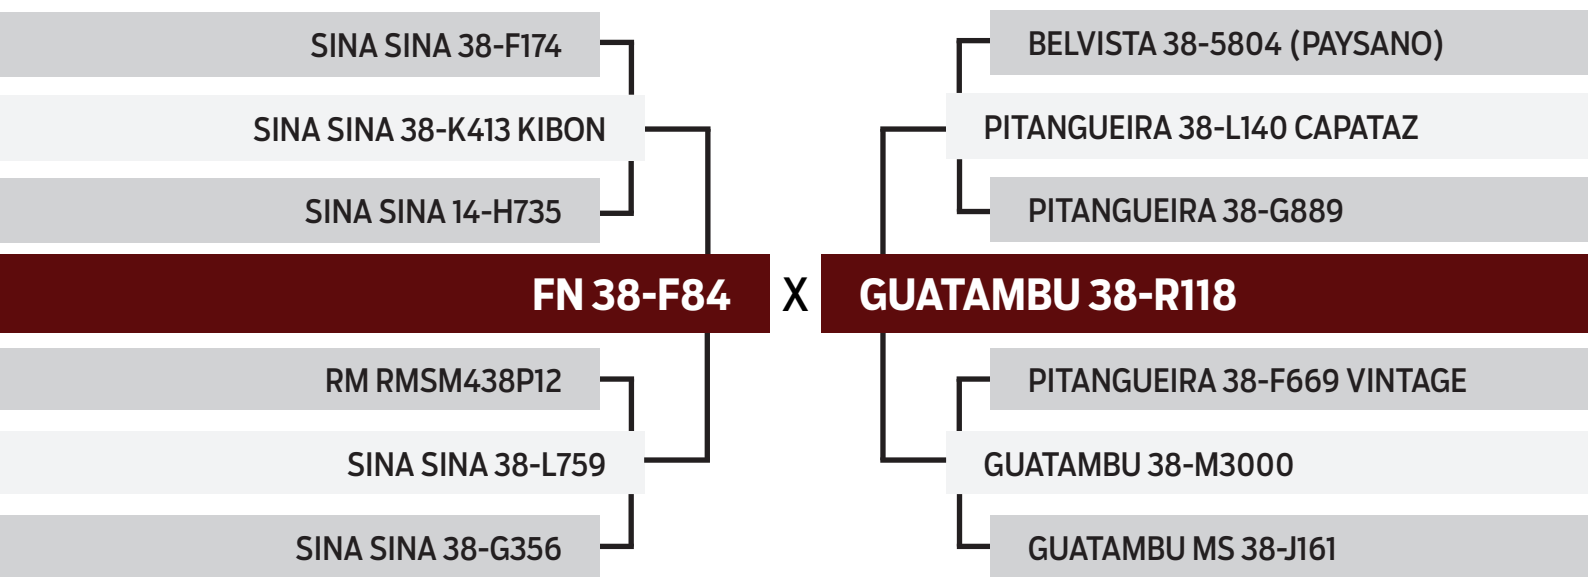 SINA SINA 38-F174
SINA SINA 38-K413 KIBON
SINA SINA 14-H735
FN 38-F84
RM RMSM438P12
SINA SINA 38-L759
SINA SINA 38-G356
X
BELVISTA 38-5804 (PAYSANO)
PITANGUEIRA 38-L140 CAPATAZ
PITANGUEIRA 38-G889
GUATAMBU 38-R118
PITANGUEIRA 38-F669 VINTAGE
GUATAMBU 38-M3000
GUATAMBU MS 38-J161